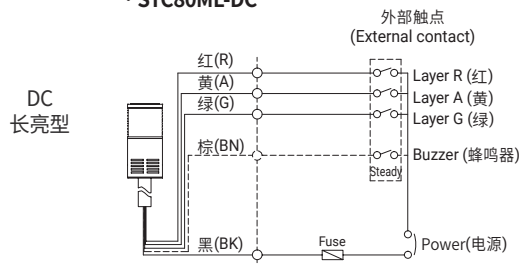 • STC80ML-DC
外部触点
(External contact)
红(R)
Layer R (红)
黄(A)
Layer A (黄)
绿(G)
Layer G (绿)
DC
长亮型
棕(BN)
Buzzer (蜂鸣器)
Steady
黑(BK)
Fuse
Power(电源)